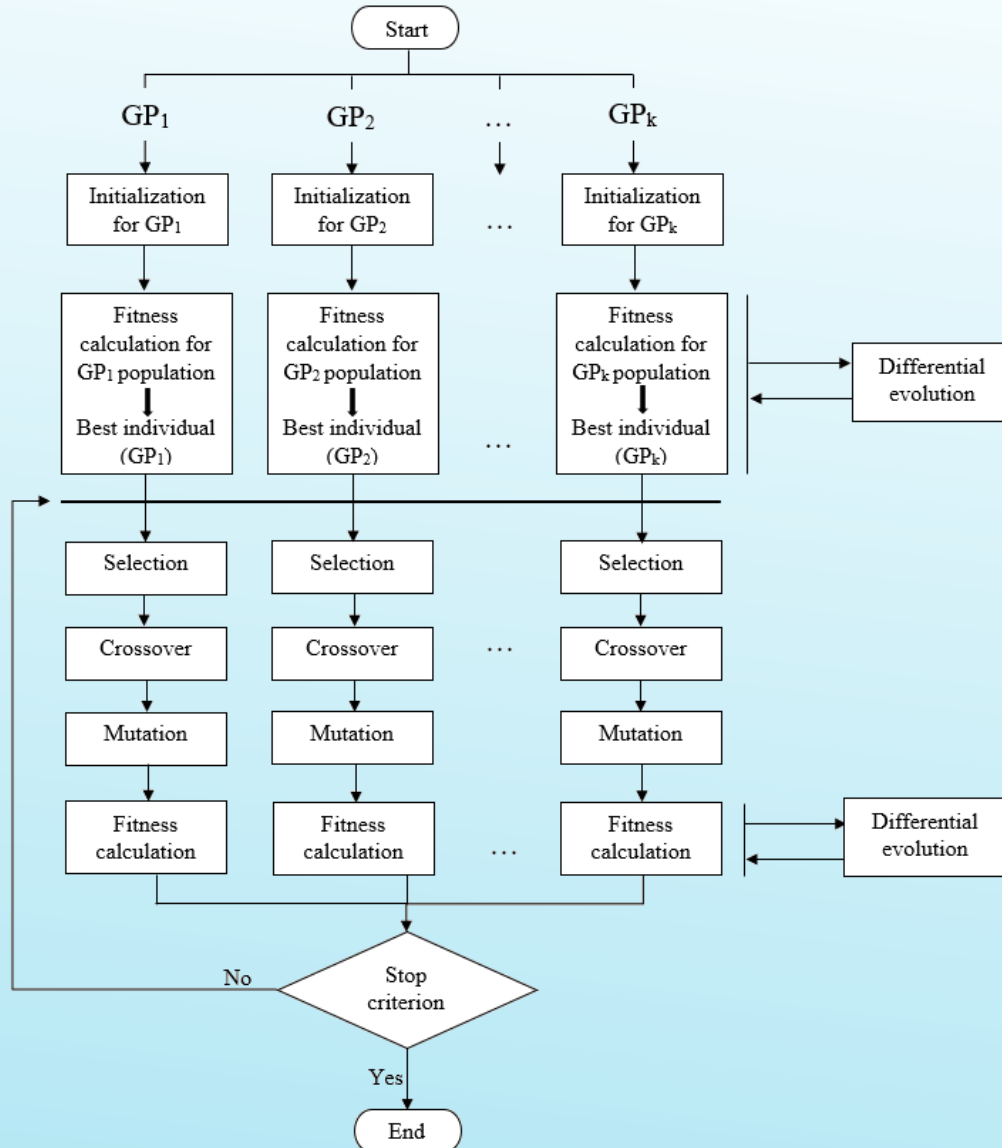 Start
GP₁ GP₂ … GPₖ
Initialization
for GP₁
Initialization
for GP₂
…
Initialization
for GPₖ
Fitness
calculation for
GP₁ population
Best individual
(GP₁)
Fitness
calculation for
GP₂ population
Best individual
(GP₂)
…
Fitness
calculation for
GPₖ population
Best individual
(GPₖ)
Differential
evolution
Selection
Selection
Selection
Crossover
Crossover
…
Crossover
Mutation
Mutation
Mutation
Fitness
calculation
Fitness
calculation
…
Fitness
calculation
Differential
evolution
Stop
criterion
No
Yes
End